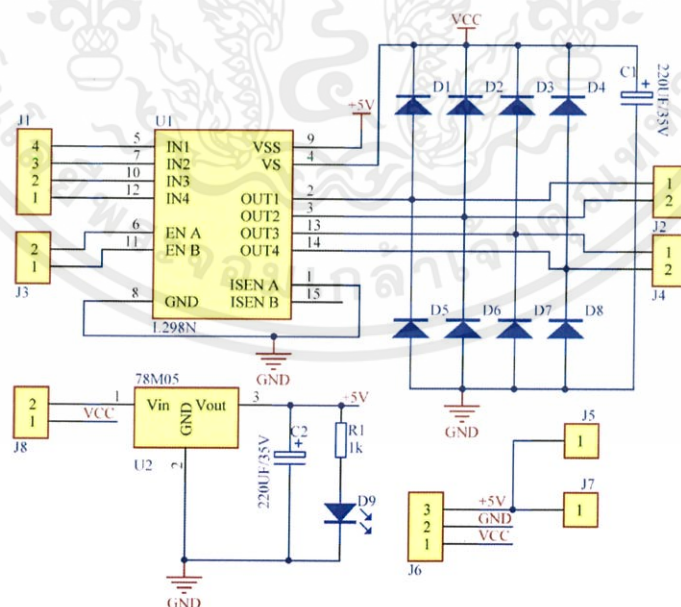 VCC
D1 D2 D3 D4
C1
220UF/35V
+
+5V
J1
4
3
2
1
U1
5 IN1
7 IN2
10 IN3
12 IN4
6 EN A
11 EN B
8 GND
VSS 9
VS 4
OUT1 2
OUT2 3
OUT3 13
OUT4 14
ISEN A 1
ISEN B 15
L298N
GND
J3
2
1
J2
1
2
J4
1
2
D5 D6 D7 D8
GND
J8
2
1
VCC
78M05
1 Vin Vout 3
GND
2
U2
+5V
C2
220UF/35V
+
R1
1k
D9
GND
J5
1
J7
1
J6
3 +5V
2 GND
1 VCC